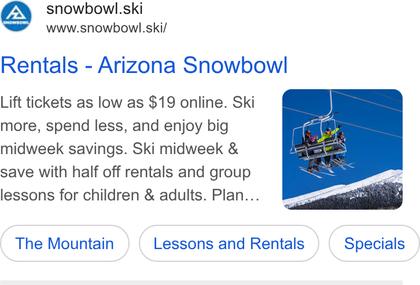 snowbowl.ski
SNOWBOWL
www.snowbowl.ski/
Rentals - Arizona Snowbowl
Lift tickets as low as $19 online. Ski
more, spend less, and enjoy big
midweek savings. Ski midweek &
save with half off rentals and group
lessons for children & adults. Plan…
The Mountain
Lessons and Rentals
Specials